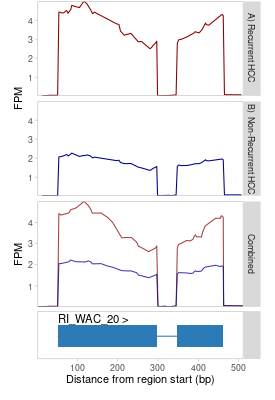 4
3
2
1
A) Recurrent HCC
FPM
4
3
2
1
B) Non-Recurrent HCC
4
3
2
1
Combined
FPM
RI_WAC_20 >
100 200 300 400 500
Distance from region start (bp)